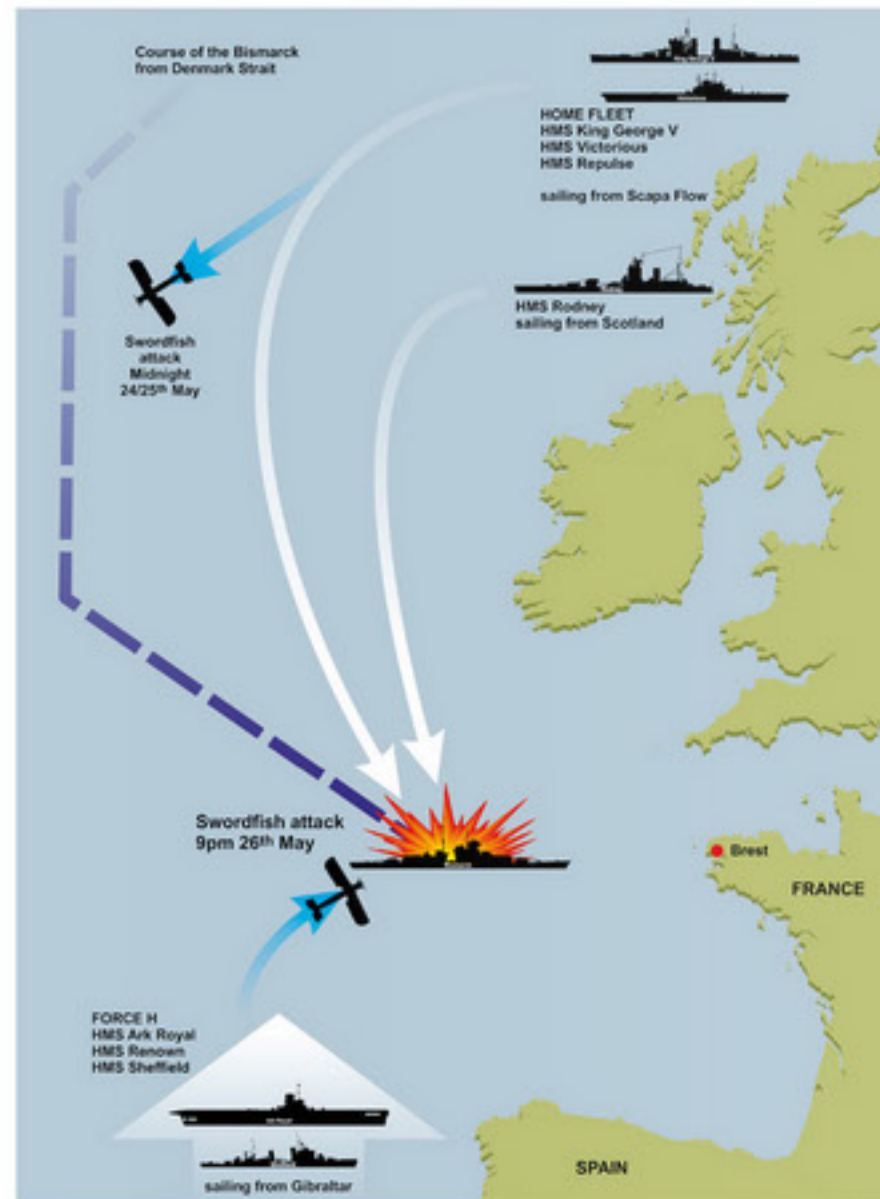 Course of the Bismarck
from Denmark Strait
HOME FLEET
HMS King George V
HMS Victorious
HMS Repulse
sailing from Scapa Flow
HMS Rodney
sailing from Scotland
Swordfish
attack
Midnight
24/25th May
Swordfish attack
9pm 26th May
Brest
FRANCE
FORCE H
HMS Ark Royal
HMS Renown
HMS Sheffield
sailing from Gibraltar
SPAIN